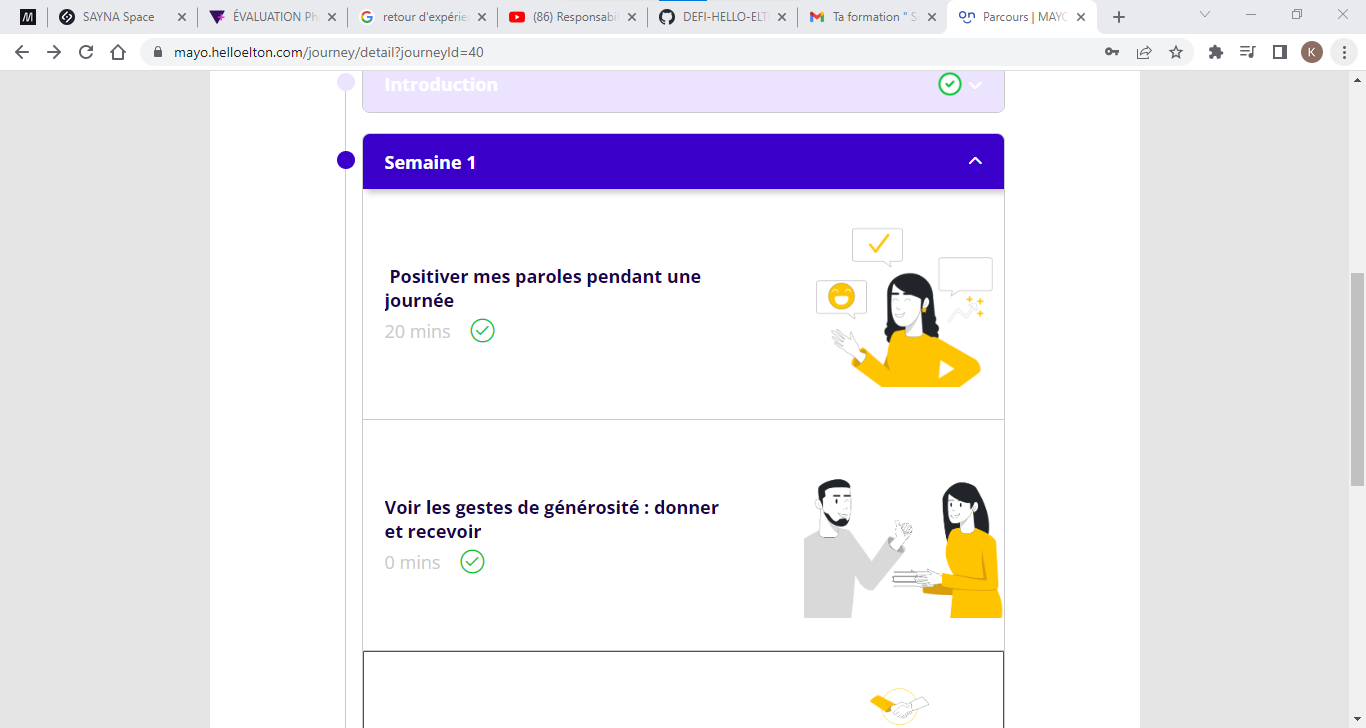 M
SAYNA Space
ÉVALUATION Ph
retour d'expérie
(86) Responsabi
DEFI-HELLO-ELT
Ta formation " S
on
Parcours | MAYO
mayo.helloelton.com/journey/detail?journeyId=40
K
Introduction
Semaine 1
Positiver mes paroles pendant une
journée
20 mins
Voir les gestes de générosité : donner
et recevoir
0 mins